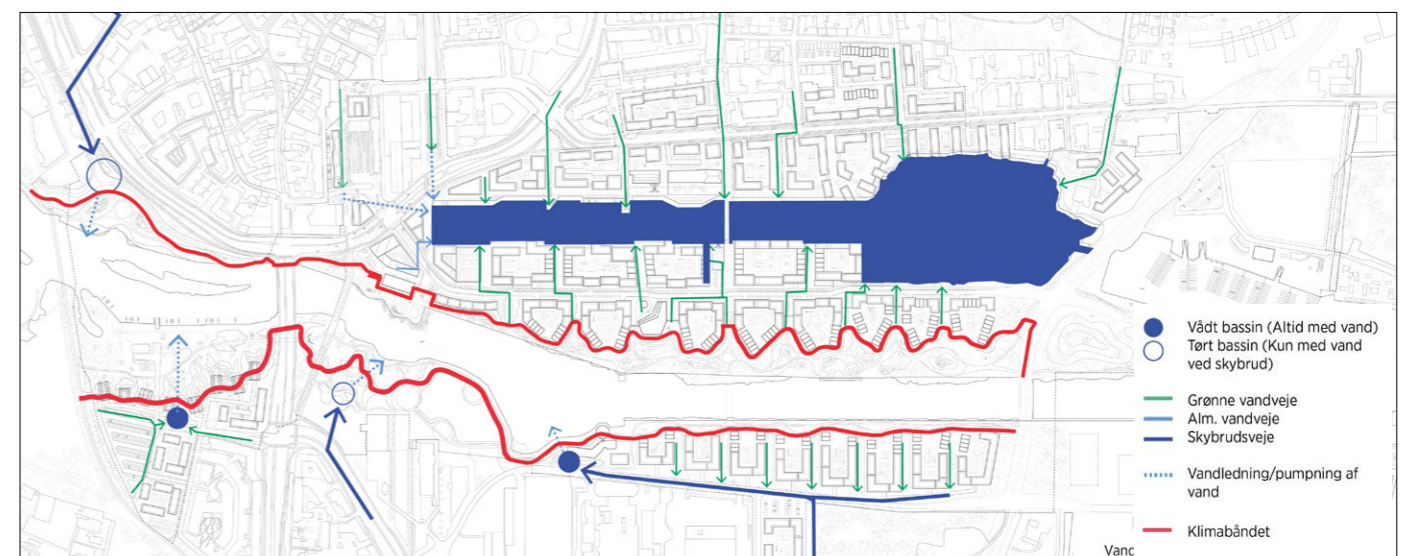 Vådt bassin (Altid med vand)
Tørt bassin (Kun med vand
ved skybrud)
Grønne vandveje
Alm. vandveje
Skybrudsveje
Vandledning/pumpning af
vand
Klimabåndet
Vand